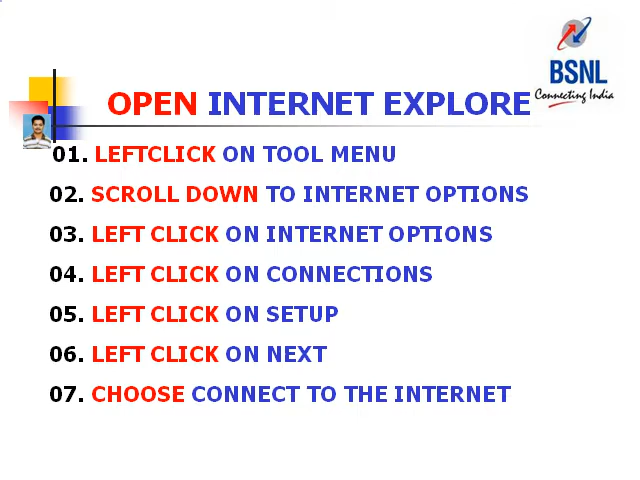 BSNL
Connecting India
OPEN INTERNET EXPLORE
01. LEFTCLICK ON TOOL MENU
02. SCROLL DOWN TO INTERNET OPTIONS
03. LEFT CLICK ON INTERNET OPTIONS
04. LEFT CLICK ON CONNECTIONS
05. LEFT CLICK ON SETUP
06. LEFT CLICK ON NEXT
07. CHOOSE CONNECT TO THE INTERNET